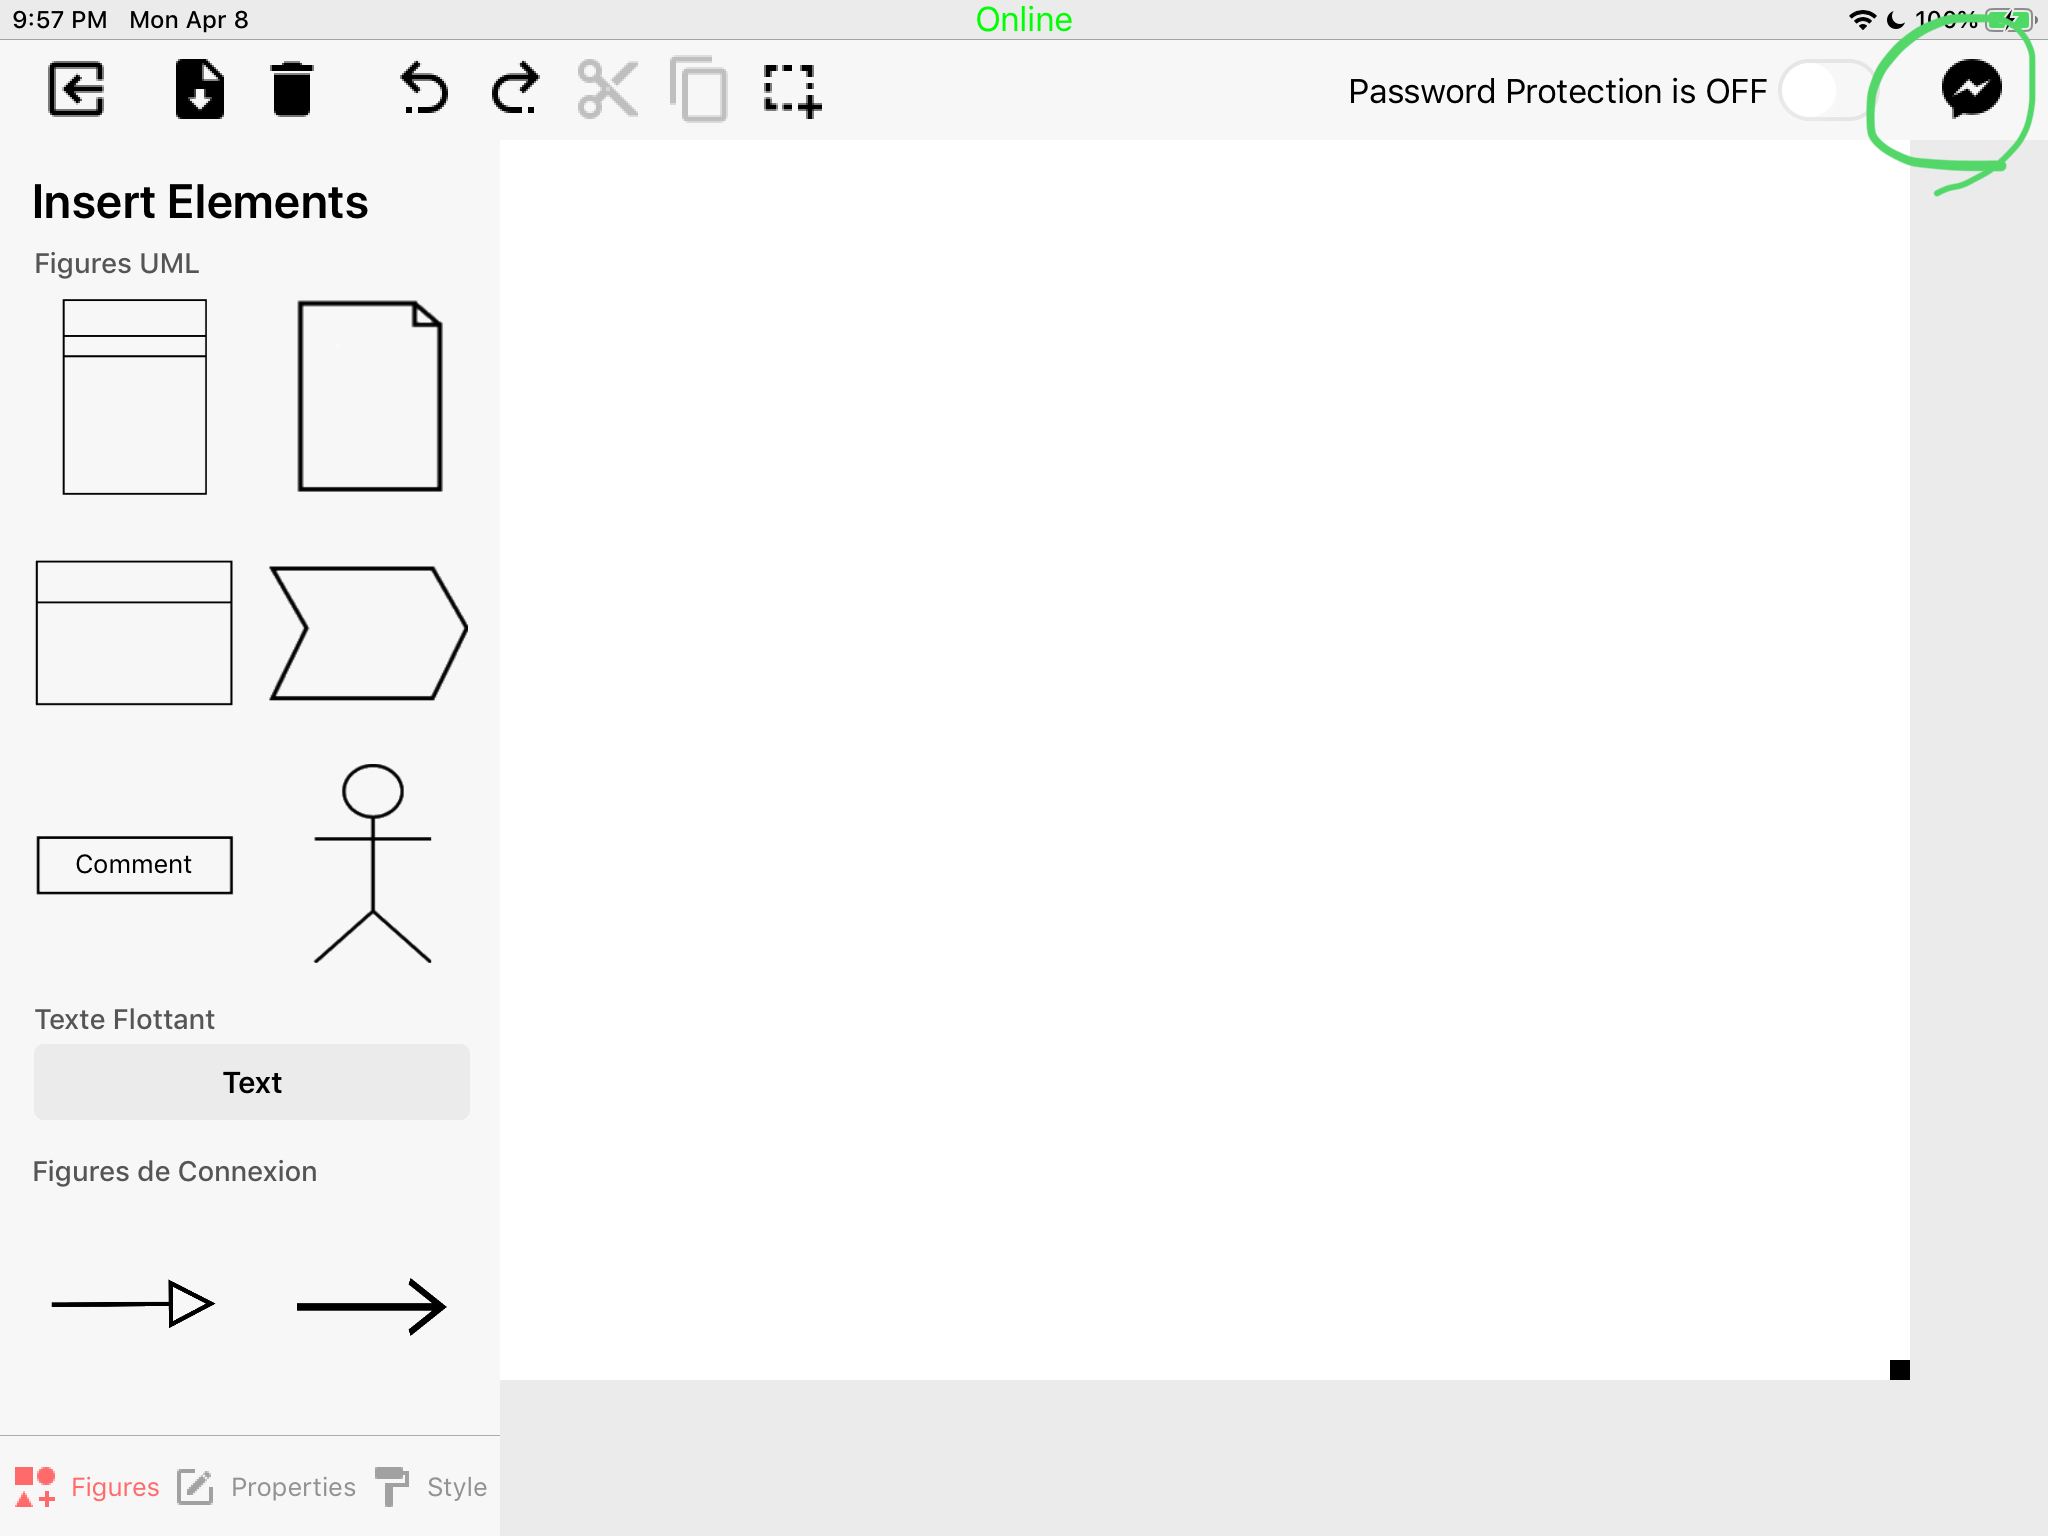 9:57 PM Mon Apr 8
Online
100%
Password Protection is OFF
Insert Elements
Figures UML
Comment
Texte Flottant
Text
Figures de Connexion
Figures
Properties
Style